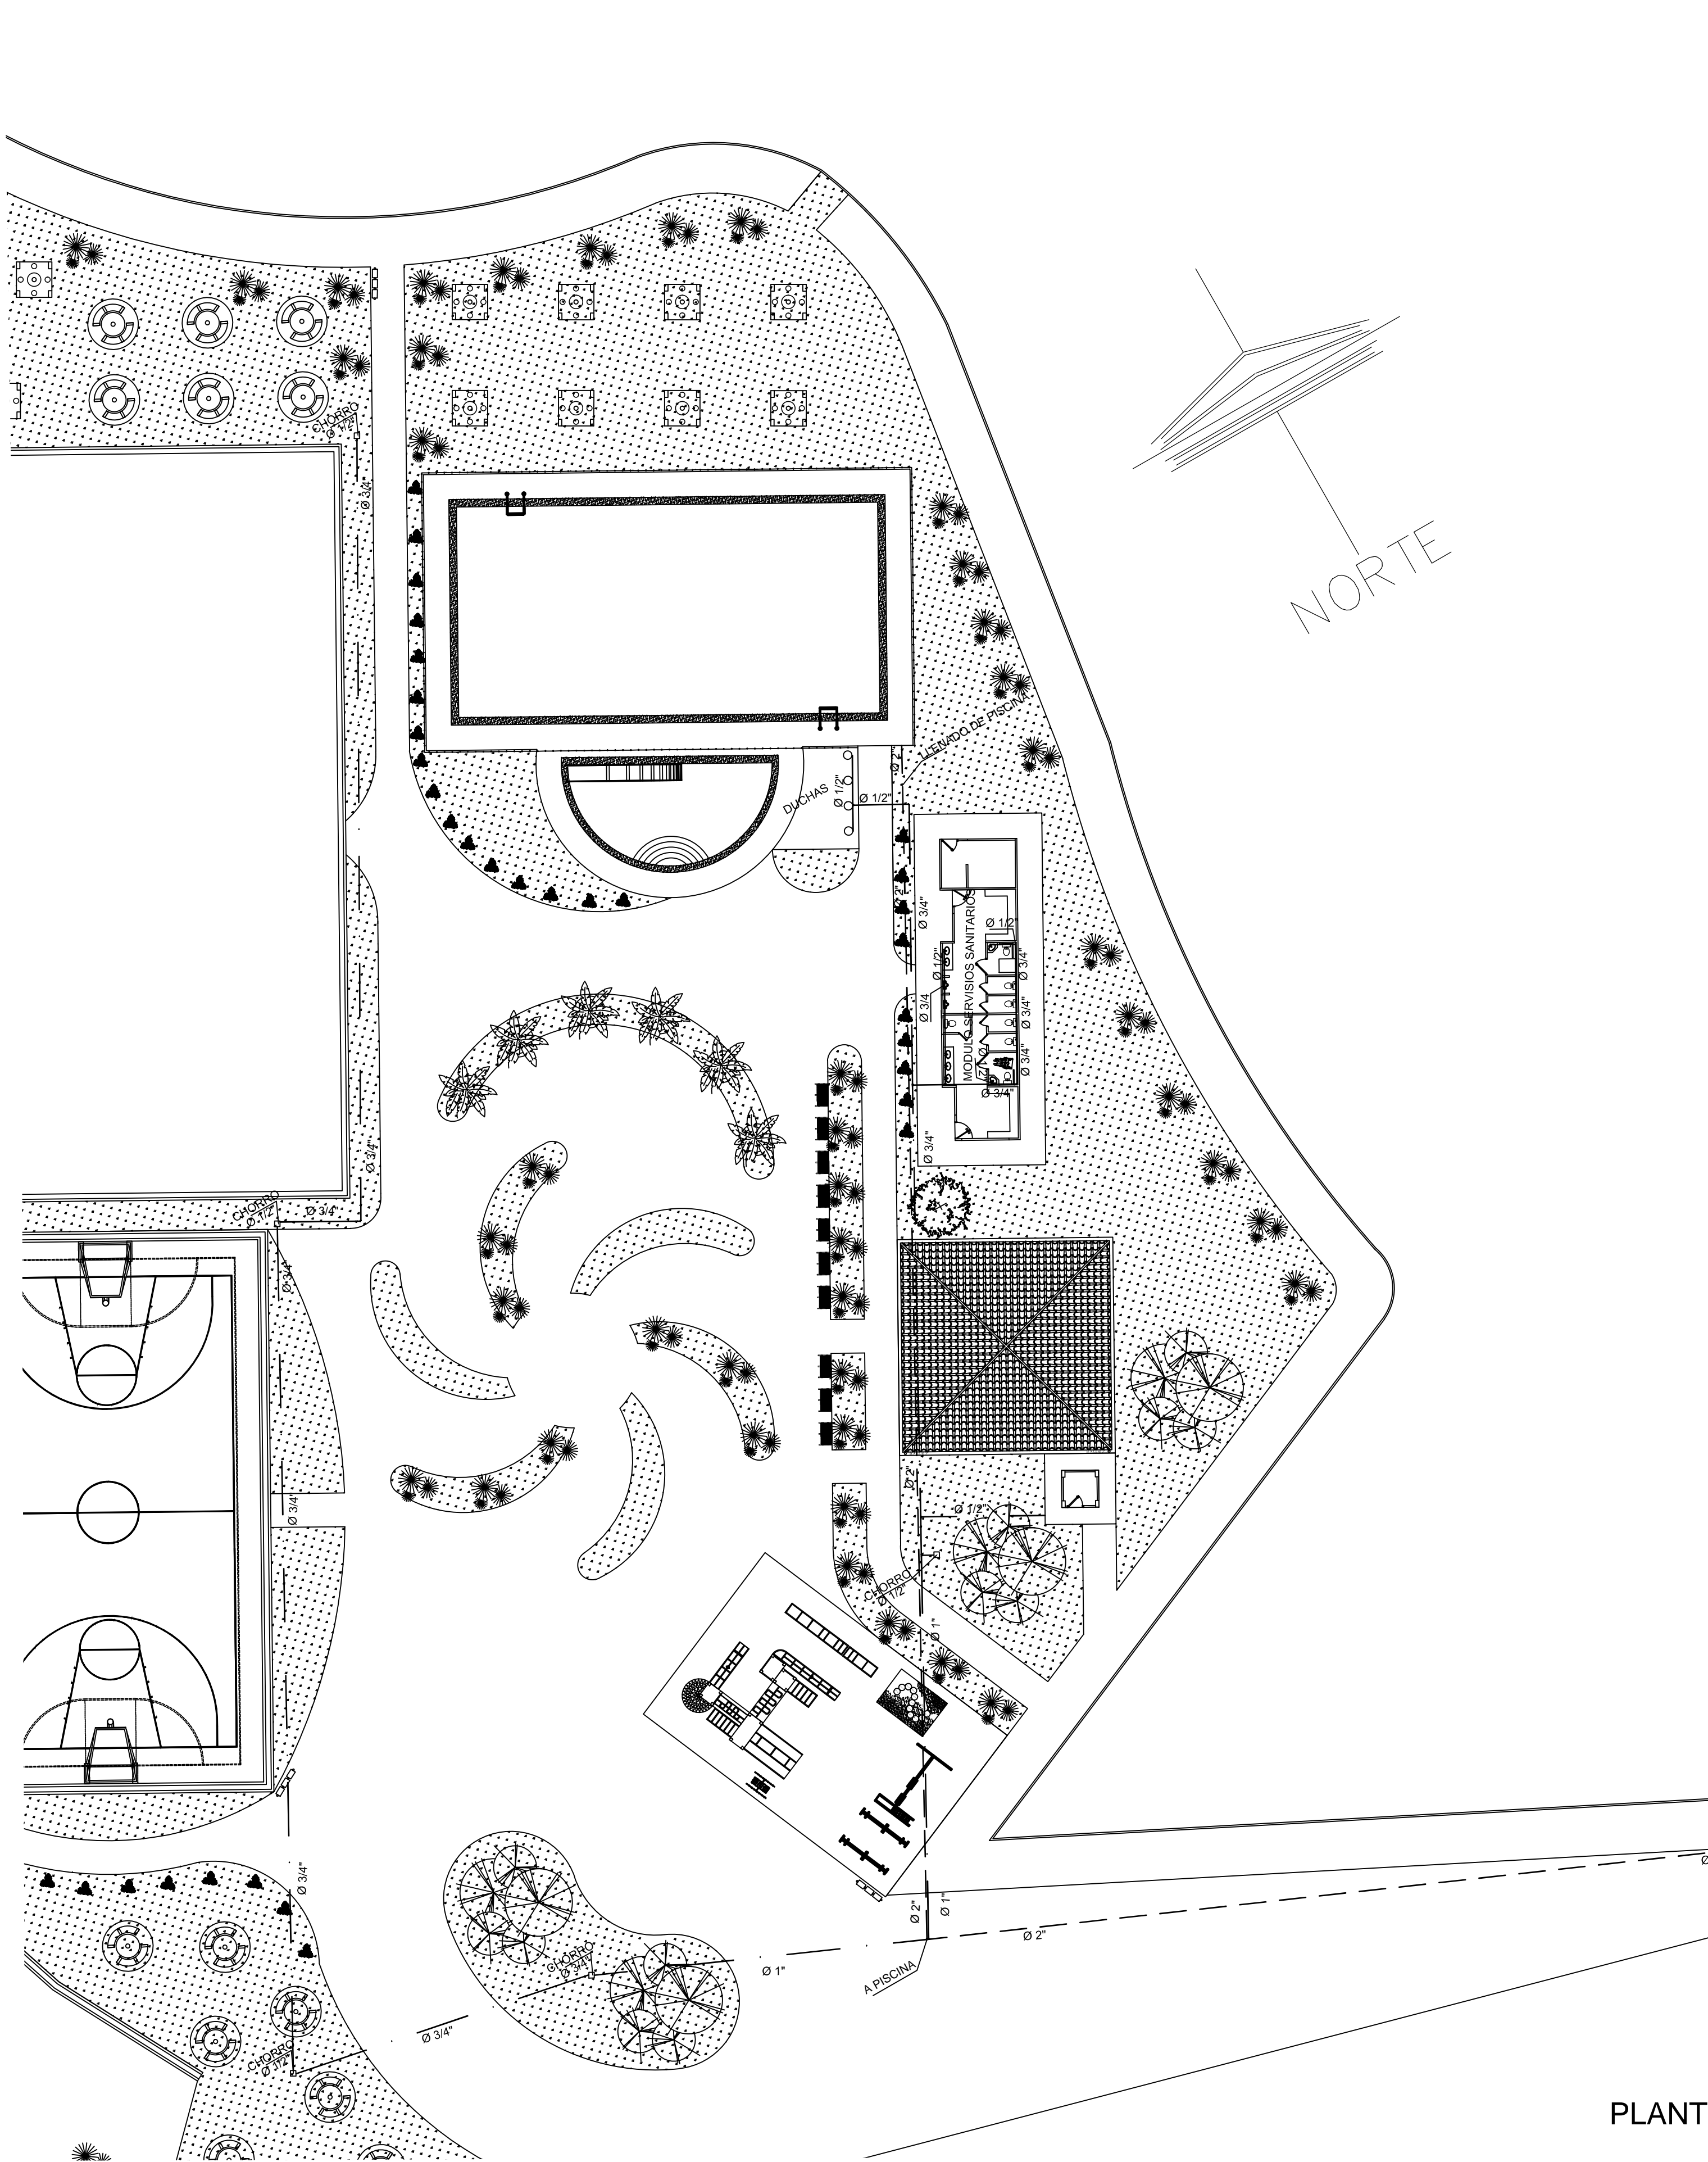 NORTE
CHORRO
Ø 1/2"
Ø 3/4"
LLENADO DE PISCINA
Ø 2"
DUCHAS
Ø 1/2"
Ø 1/2"
Ø 2"
Ø 3/4"
Ø 1/2"
Ø 1/2"
Ø 3/4"
Ø 3/4
MODULO SERVISIOS SANITARIOS
Ø 3/4"
Ø 3/4"
Ø 3/4"
Ø 3/4"
Ø 3/4"
CHORRO
Ø 1/2"
Ø 3/4"
Ø 3/4"
Ø 3/4"
Ø 2"
Ø 1/2"
CHORRO
Ø 1/2"
Ø 1"
Ø 3/4"
Ø 2"
Ø 1"
Ø 2"
Ø
CHORRO
Ø 3/4"
Ø 1"
A PISCINA
Ø 3/4"
CHORRO
Ø 1/2"
PLANT